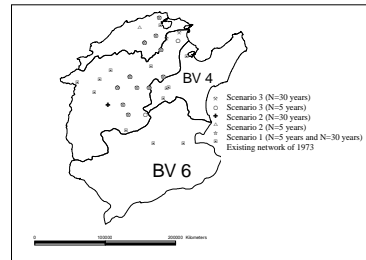 BV 4
Scenario 3 (N=30 years)
Scenario 3 (N=5 years)
Scenario 2 (N=30 years)
Scenario 2 (N=5 years)
Scenario 1 (N=5 years and N=30 years)
Existing network of 1973
BV 6
0 100000 200000 Kilometers